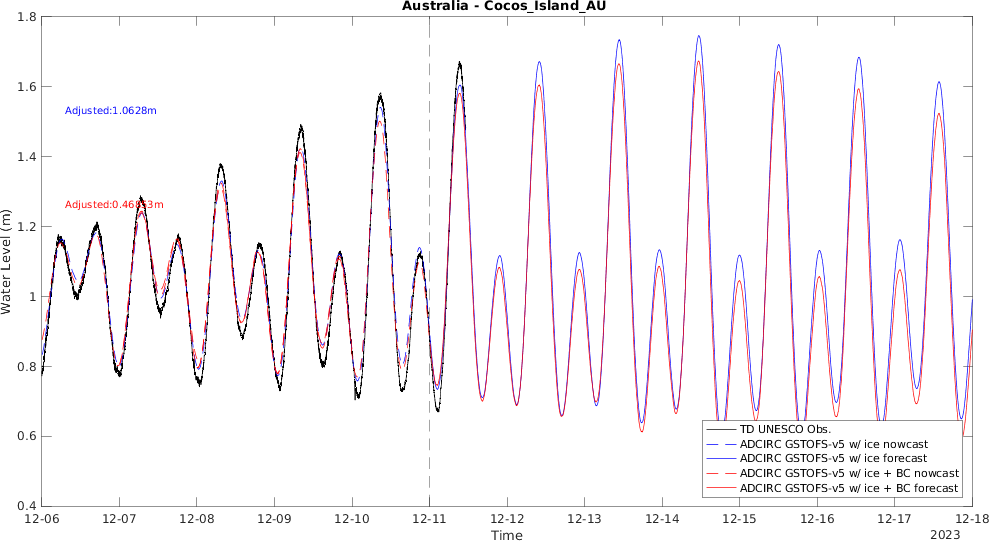 Australia - Cocos_Island_AU
1.8
1.6
1.4
1.2
1
0.8
0.6
0.4
Water Level (m)
Adjusted:1.0628m
TD UNESCO Obs.
ADCIRC GSTOFS-v5 w/ ice nowcast
ADCIRC GSTOFS-v5 w/ ice forecast
ADCIRC GSTOFS-v5 w/ ice + BC nowcast
ADCIRC GSTOFS-v5 w/ ice + BC forecast
12-06 12-07 12-08 12-09 12-10 12-11 12-12 12-13 12-14 12-15 12-16 12-17 12-18
Time
2023